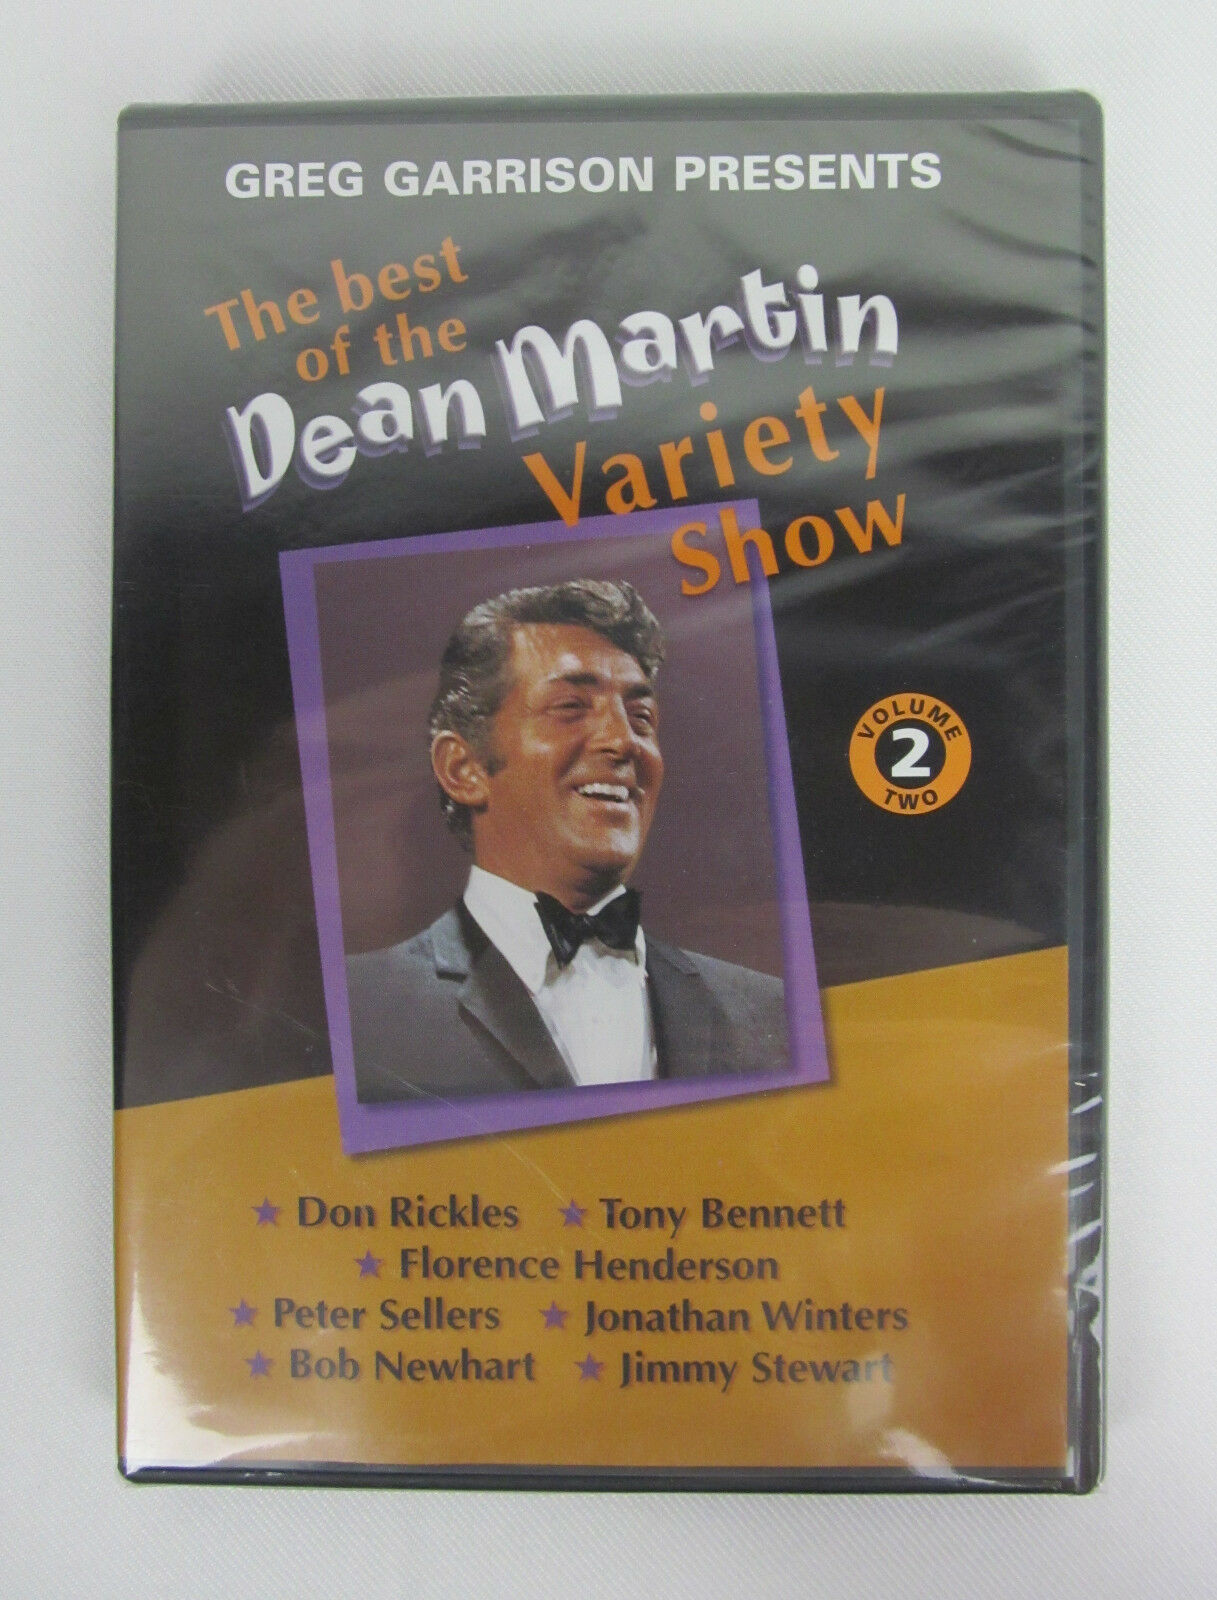 GREG GARRISON PRESENTS
The best
of the
Dean Martin
Variety
Show
VOLUME
2
TWO
Don Rickles Tony Bennett
Florence Henderson
Peter Sellers Jonathan Winters
Bob Newhart Jimmy Stewart